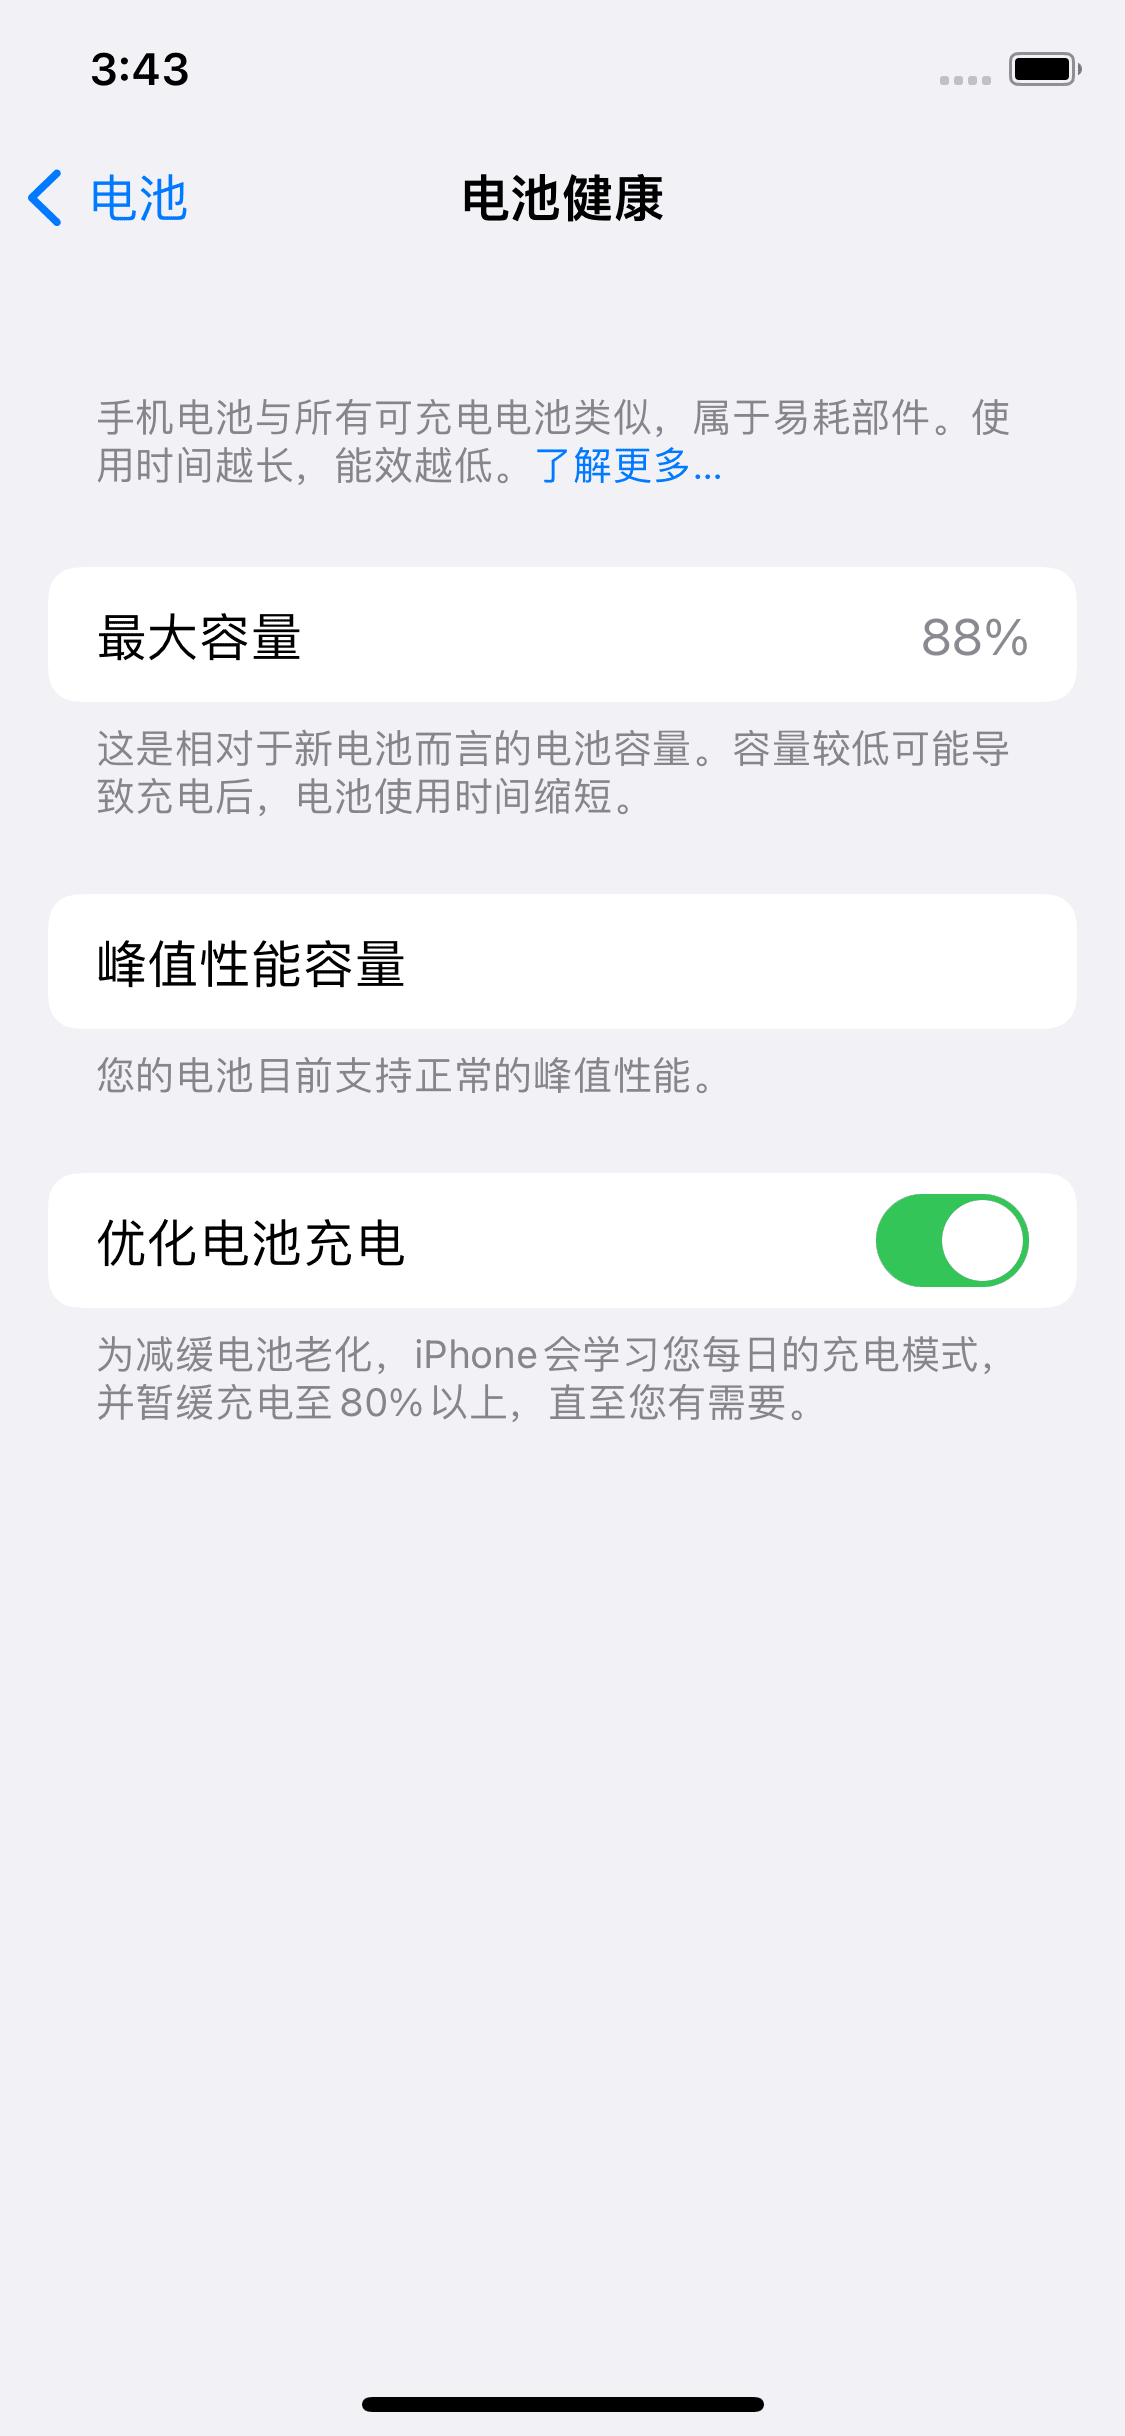 3:43
电池
电池健康
手机电池与所有可充电电池类似，属于易耗部件。使
用时间越长，能效越低。了解更多...
最大容量
88%
这是相对于新电池而言的电池容量。容量较低可能导
致充电后，电池使用时间缩短。
峰值性能容量
您的电池目前支持正常的峰值性能。
优化电池充电
为减缓电池老化，iPhone 会学习您每日的充电模式，
并暂缓充电至 80% 以上，直至您有需要。